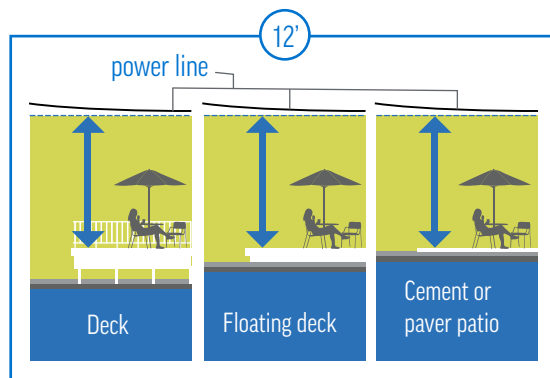 12’
power line
Deck
Floating deck
Cement or
paver patio